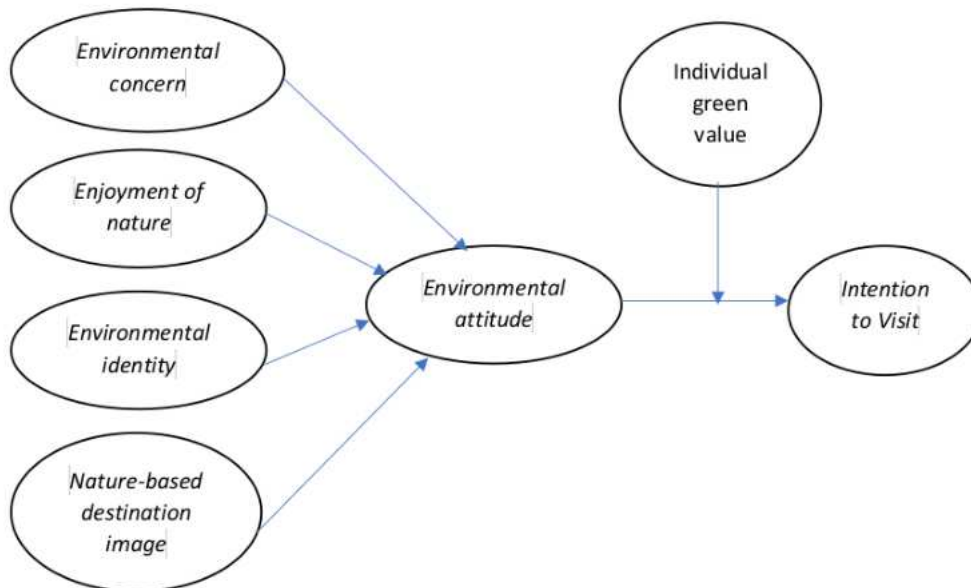 Environmental
concern
Individual
green
value
Enjoyment of
nature
Environmental
attitude
Intention
to Visit
Environmental
identity
Nature-based
destination
image